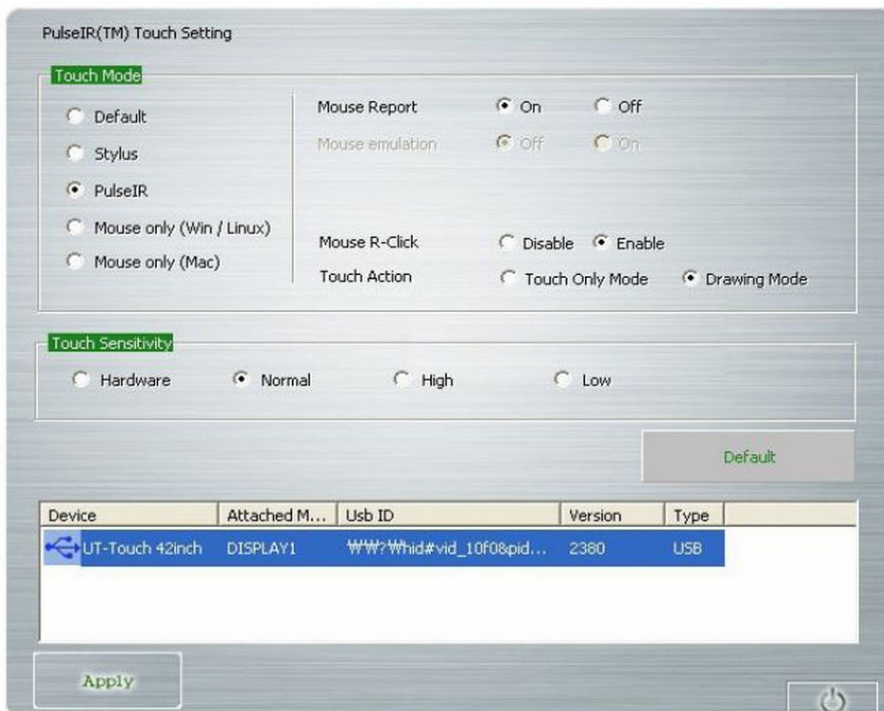 PulseIR(TM) Touch Setting
Touch Mode
Default
Stylus
PulseIR
Mouse only (Win / Linux)
Mouse only (Mac)
Mouse Report On Off
Mouse emulation Off On
Mouse R-Click Disable Enable
Touch Action Touch Only Mode Drawing Mode
Touch Sensitivity
Hardware Normal High Low
Default
Device Attached M... Usb ID Version Type
UT-Touch 42inch DISPLAY1 ₩₩?₩hid#vid_10f0&pid... 2380 USB
Apply